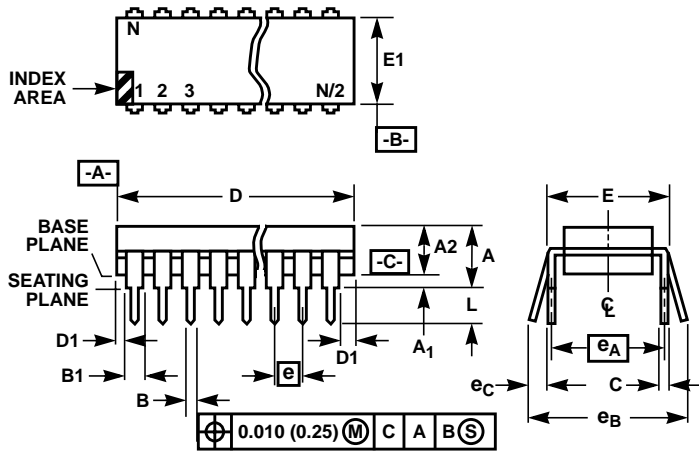 N
E1
INDEX
AREA
1 2 3 N/2
-B-
-A-
D
E
BASE
PLANE
A2
A
-C-
SEATING
PLANE
L
C
L
D1
A1
D1
eA
B1
e
eC
C
B
eB
0.010 (0.25) M C A B S